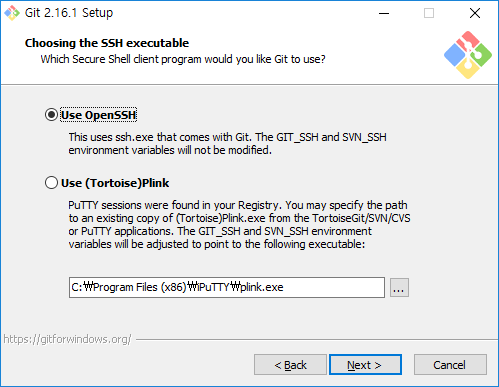 Git 2.16.1 Setup
Choosing the SSH executable
Which Secure Shell client program would you like Git to use?
Use OpenSSH
This uses ssh.exe that comes with Git. The GIT_SSH and SVN_SSH
environment variables will not be modified.
Use (Tortoise)Plink
PuTTY sessions were found in your Registry. You may specify the path
to an existing copy of (Tortoise)Plink.exe from the TortoiseGit/SVN/CVS
or PuTTY applications. The GIT_SSH and SVN_SSH environment
variables will be adjusted to point to the following executable:
C:₩Program Files (x86)₩iPuTTY₩plink.exe
...
https://gitforwindows.org/
< Back
Next >
Cancel